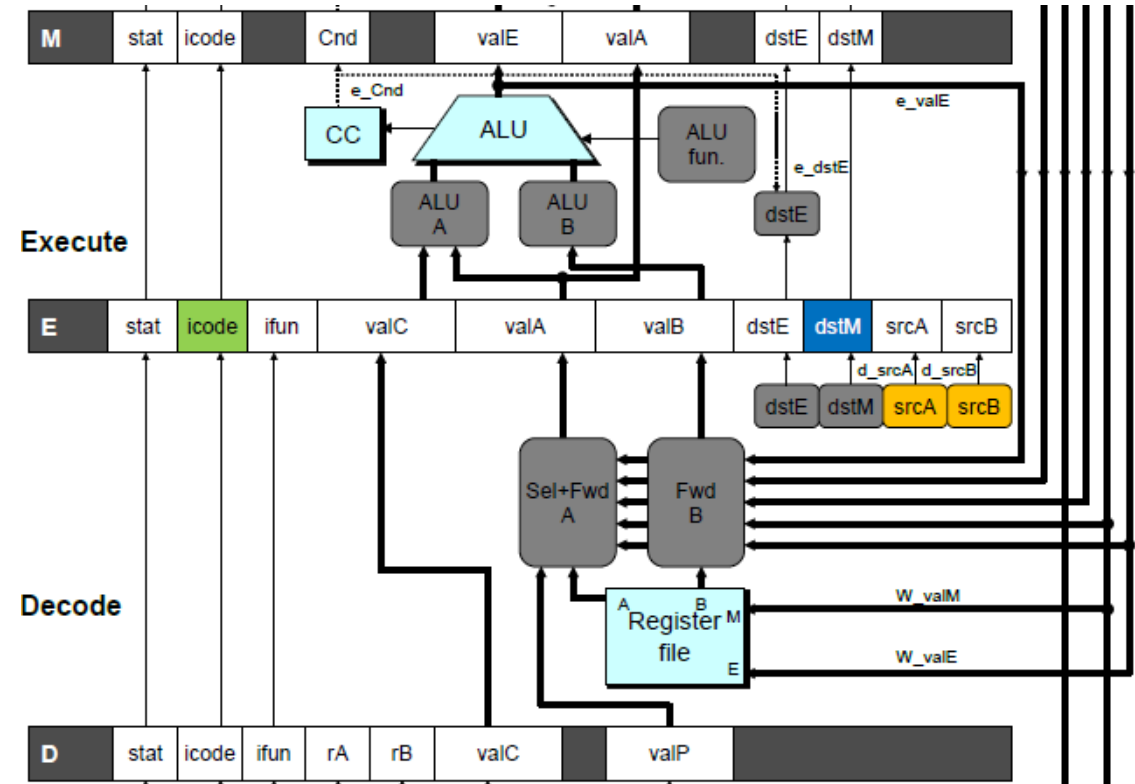 M stat icode Cnd valE valA dstE dstM
e_Cnd
e_valE
CC
ALU
ALU
fun.
e_dstE
ALU
A
ALU
B
dstE
Execute
E stat icode ifun valC valA valB dstE dstM srcA srcB
d_srcA d_srcB
dstE dstM srcA srcB
Sel+Fwd
A
Fwd
B
Decode
W_valM
A B M
Register
file
E
W_valE
D stat icode ifun rA rB valC valP